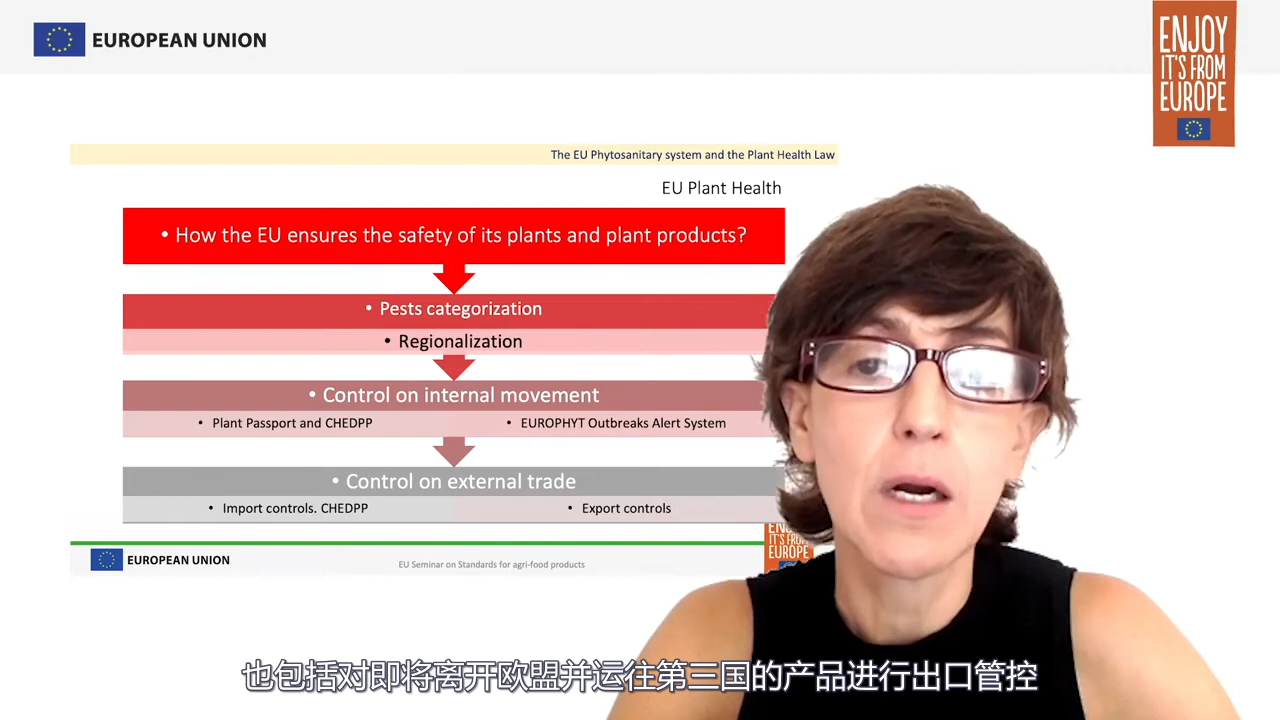 EUROPEAN UNION
ENJOY
IT'S FROM
EUROPE
The EU Phytosanitary system and the Plant Health Law
EU Plant Health
• How the EU ensures the safety of its plants and plant products?
• Pests categorization
• Regionalization
• Control on internal movement
• Plant Passport and CHEDPP • EUROPHYT Outbreaks Alert System
• Control on external trade
• Import controls. CHEDPP • Export controls
EUROPEAN UNION
EU Seminar on Standards for agri-food products
IT'S FROM
EUROPE
也包括对即将离开欧盟并运往第三国的产品进行出口管控